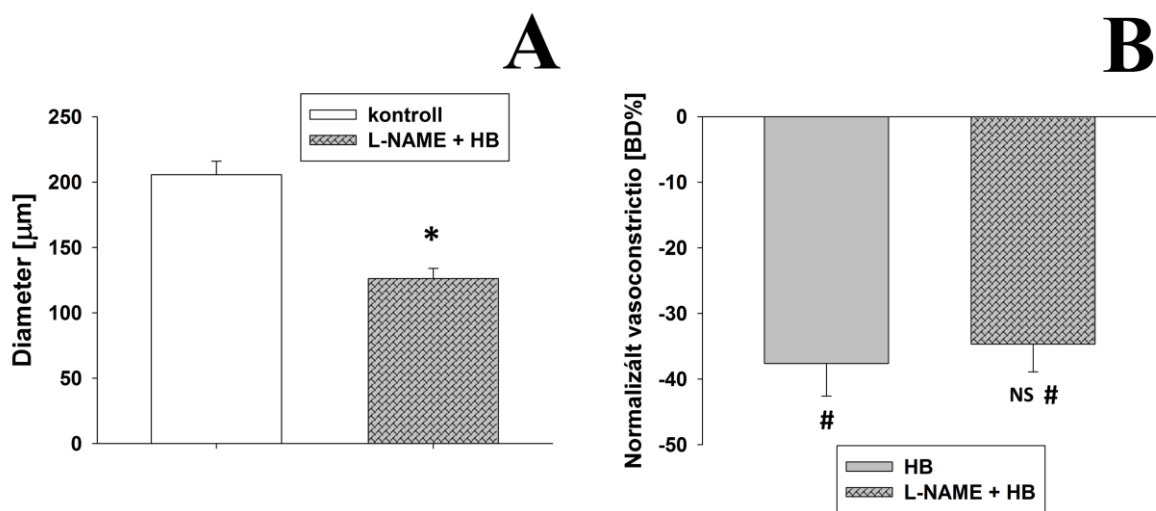 A
kontroll
L-NAME + HB
250
200
150
100
50
0
Diameter [µm]
*
B
0
-10
-20
-30
-40
-50
Normalizált vasoconstrictio [BD%]
#
NS #
HB
L-NAME + HB